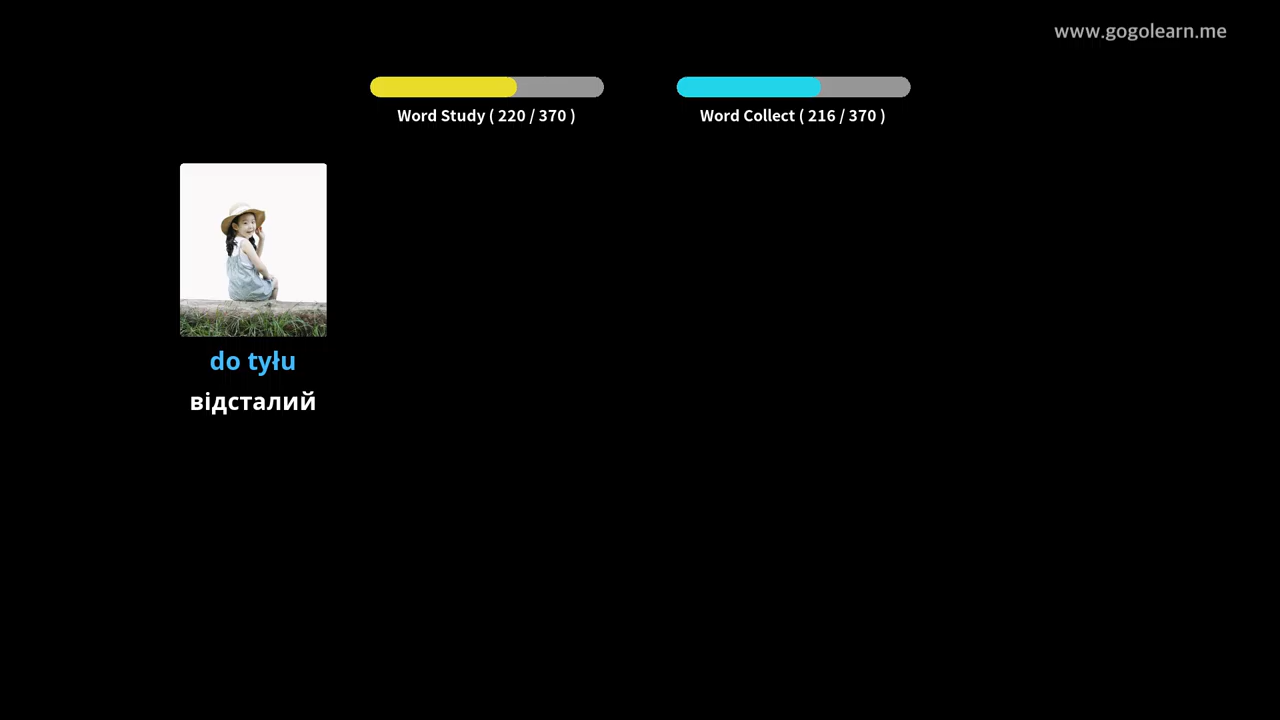 www.gogolearn.me
Word Study ( 220 / 370 )
Word Collect ( 216 / 370 )
do tyłu
відсталий